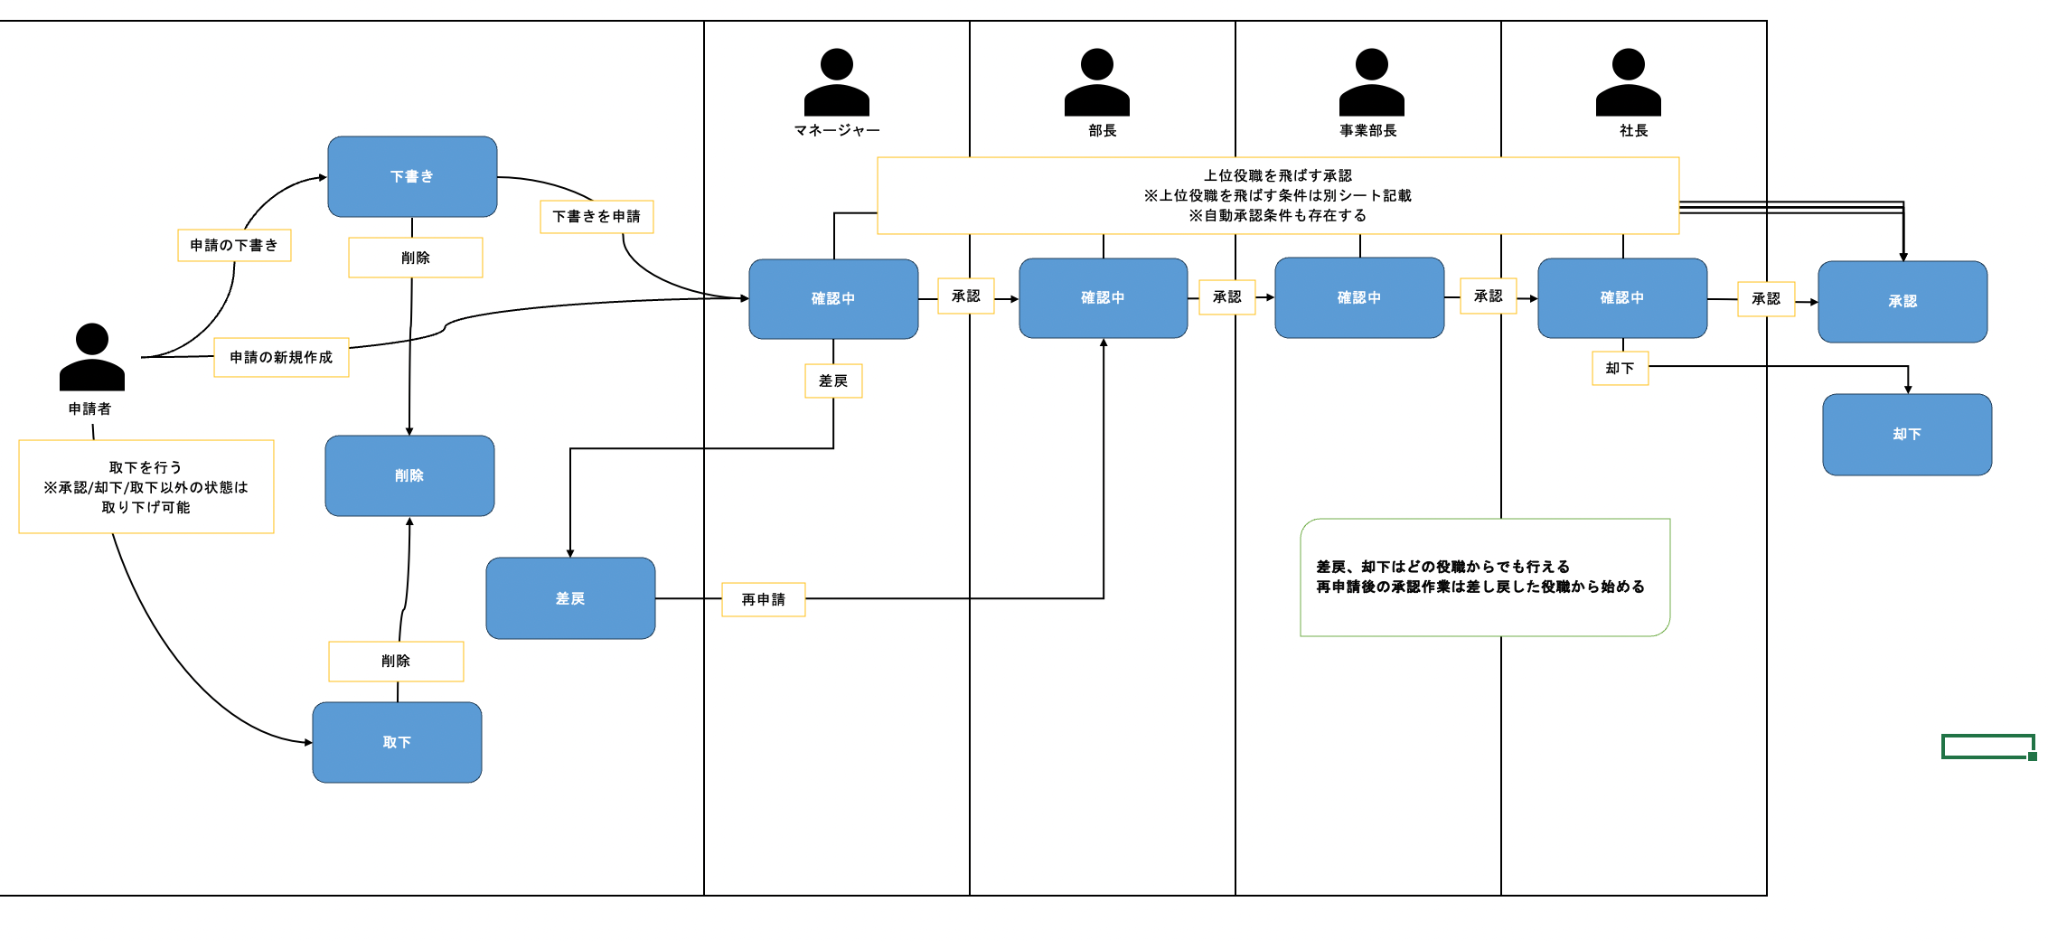 マネージャー
部長
事業部長
社長
上位役職を飛ばす承認
※上位役職を飛ばす条件は別シート記載
※自動承認条件も存在する
下書き
下書きを申請
申請の下書き
削除
確認中
承認
確認中
承認
確認中
承認
確認中
承認
承認
申請の新規作成
差戻
却下
申請者
却下
取下を行う
※承認/却下/取下以外の状態は
取り下げ可能
削除
差戻、却下はどの役職からでも行える
再申請後の承認作業は差し戻した役職から始める
差戻
再申請
削除
取下